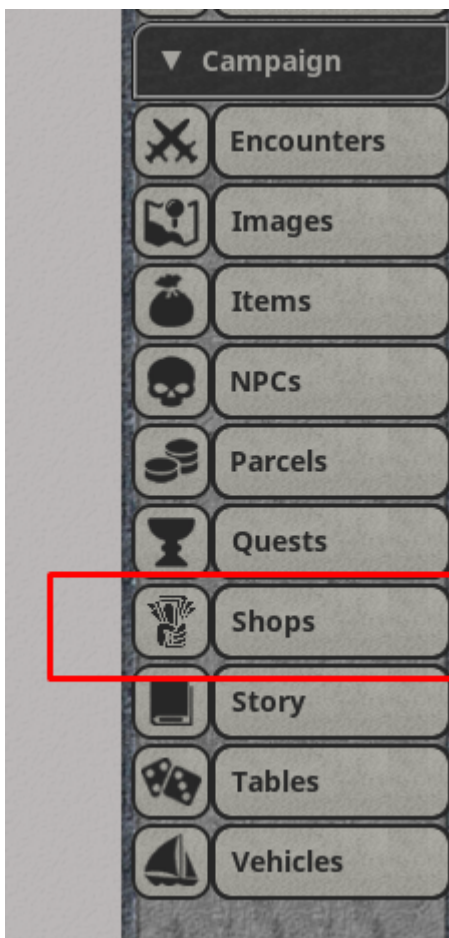 ▼ Campaign
Encounters
Images
Items
NPCs
Parcels
Quests
Shops
Story
Tables
Vehicles